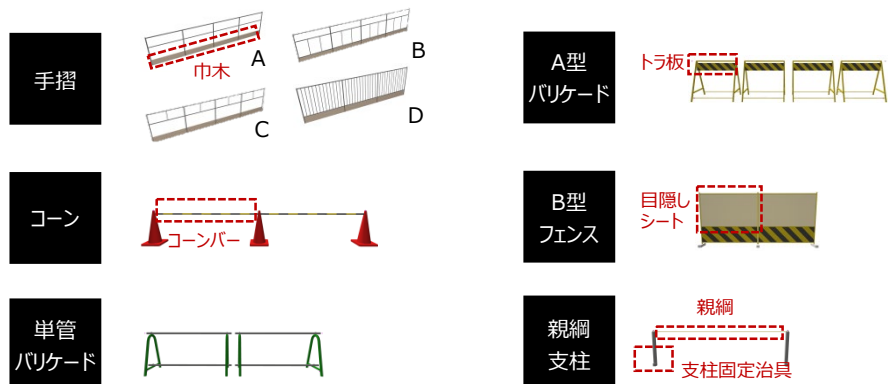 手摺
A
巾木
B
C
D
A型
バリケード
トラ板
コーン
コーンバー
B型
フェンス
目隠し
シート
単管
バリケード
親綱
支柱
親綱
支柱固定治具